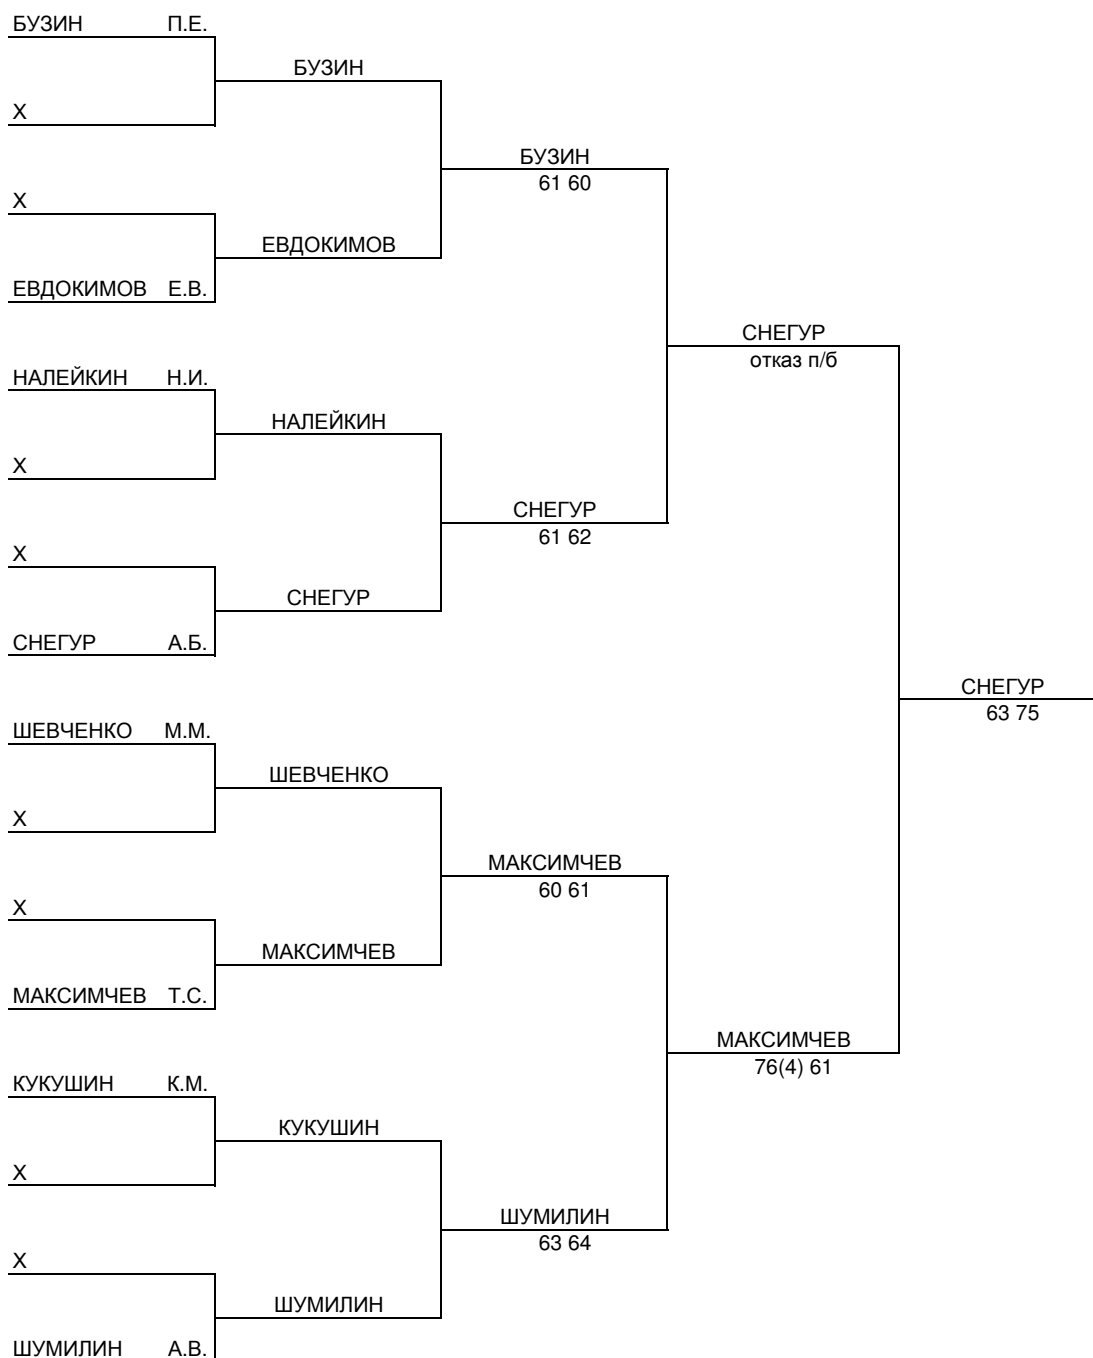 БУЗИН П.Е.
БУЗИН
X
БУЗИН
61 60
X
ЕВДОКИМОВ
ЕВДОКИМОВ Е.В.
СНЕГУР
отказ п/б
НАЛЕЙКИН Н.И.
НАЛЕЙКИН
X
СНЕГУР
61 62
X
СНЕГУР
СНЕГУР А.Б.
СНЕГУР
63 75
ШЕВЧЕНКО М.М.
ШЕВЧЕНКО
X
МАКСИМЧЕВ
60 61
X
МАКСИМЧЕВ
МАКСИМЧЕВ Т.С.
МАКСИМЧЕВ
76(4) 61
КУКУШИН К.М.
КУКУШИН
X
ШУМИЛИН
63 64
X
ШУМИЛИН
ШУМИЛИН А.В.